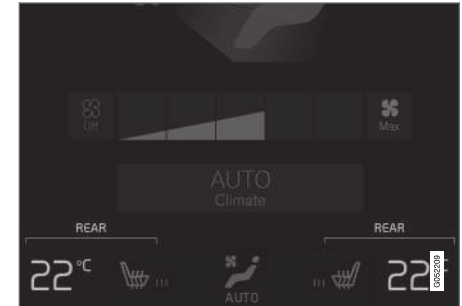 Off
Max
AUTO
Climate
REAR REAR
22°C 22°
AUTO
G052209